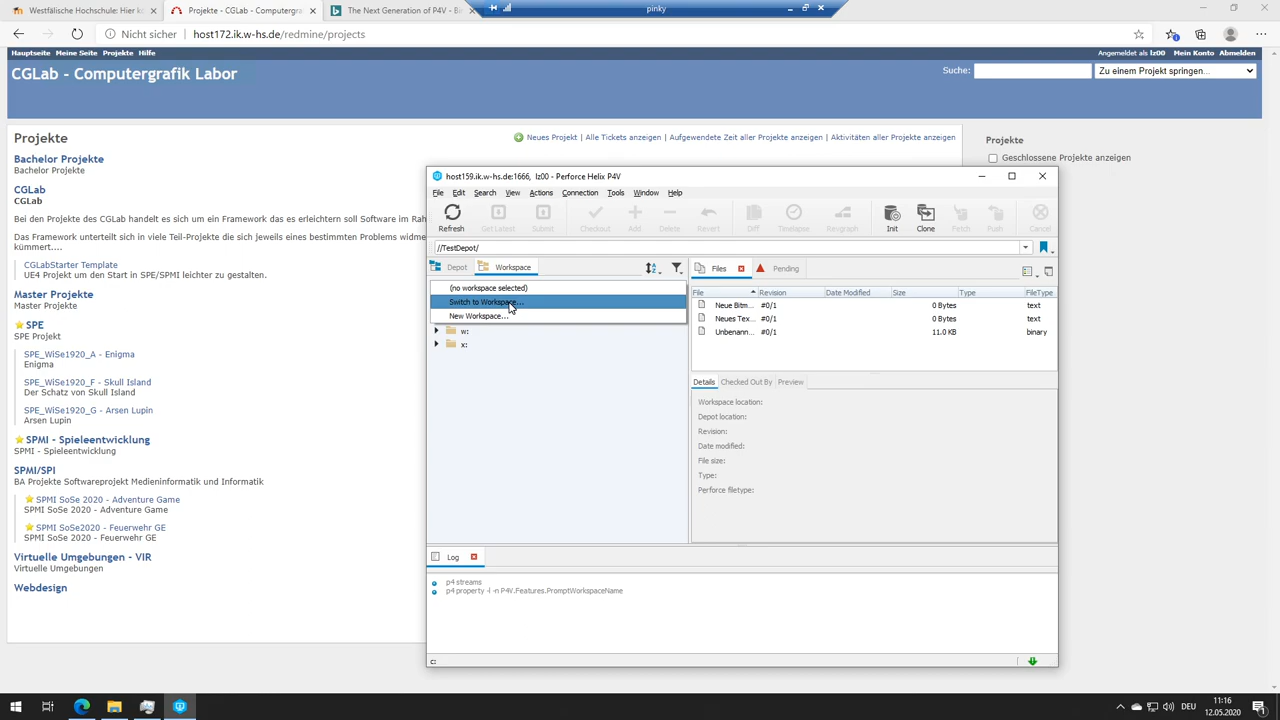 Westfälische Hochschule: Hier kö
Projekte - CGLab - Computergra
The Next Generation of P4V - Bi
pinky
Nicht sicher
host172.ik.w-hs.de/redmine/projects
Hauptseite Meine Seite Projekte Hilfe
Angemeldet als lz00 Mein Konto Abmelden
CGLab - Computergrafik Labor
Suche:
Zu einem Projekt springen...
Projekte
Neues Projekt | Alle Tickets anzeigen | Aufgewendete Zeit aller Projekte anzeigen | Aktivitäten aller Projekte anzeigen
Projekte
Geschlossene Projekte anzeigen
Bachelor Projekte
Bachelor Projekte
CGLab
CGLab
Bei den Projekte des CGLab handelt es sich um ein Framework das es erleichtern soll Software im Rah
Das Framework unterteilt sich in viele Teil-Projekte die sich jeweils eines bestimmten Problems widme
kümmert....
CGLabStarter Template
UE4 Projekt um den Start in SPE/SPMI leichter zu gestalten.
Master Projekte
Master Projekte
SPE
SPE Projekt
SPE_WiSe1920_A - Enigma
Enigma
SPE_WiSe1920_F - Skull Island
Der Schatz von Skull Island
SPE_WiSe1920_G - Arsen Lupin
Arsen Lupin
SPMI - Spieleentwicklung
SPMI - Spieleentwicklung
SPMI/SPI
BA Projekte Softwareprojekt Medieninformatik und Informatik
SPMI SoSe 2020 - Adventure Game
SPMI SoSe 2020 - Adventure Game
SPMI SoSe2020 - Feuerwehr GE
SPMI SoSe 2020 - Feuerwehr GE
Virtuelle Umgebungen - VIR
Virtuelle Umgebungen
Webdesign
host159.ik.w-hs.de:1666, lz00 - Perforce Helix P4V
File Edit Search View Actions Connection Tools Window Help
Refresh Get Latest Submit Checkout Add Delete Revert Diff Timelapse Revgraph Init Clone Fetch Push Cancel
//TestDepot/
Depot Workspace
(no workspace selected)
Switch to Workspace...
New Workspace...
w:
x:
Files Pending
File Revision Date Modified Size Type FileType
Neue Bitm... #0/1 0 Bytes text
Neues Tex... #0/1 0 Bytes text
Unbenann... #0/1 11.0 KB binary
Details Checked Out By Preview
Workspace location:
Depot location:
Revision:
Date modified:
File size:
Type:
Perforce filetype:
Log
p4 streams
p4 property -l -n P4V.Features.PromptWorkspaceName
c:
DEU
11:16
12.05.2020